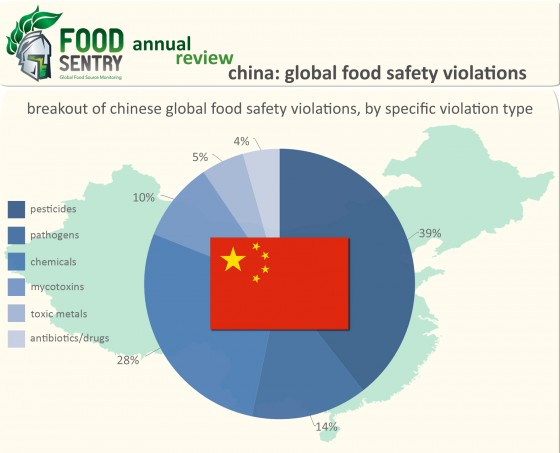 FOOD
SENTRY
Global Food Source Monitoring
annual
review
china: global food safety violations
breakout of chinese global food safety violations, by specific violation type
4%
5%
10%
39%
28%
14%
pesticides
pathogens
chemicals
mycotoxins
toxic metals
antibiotics/drugs